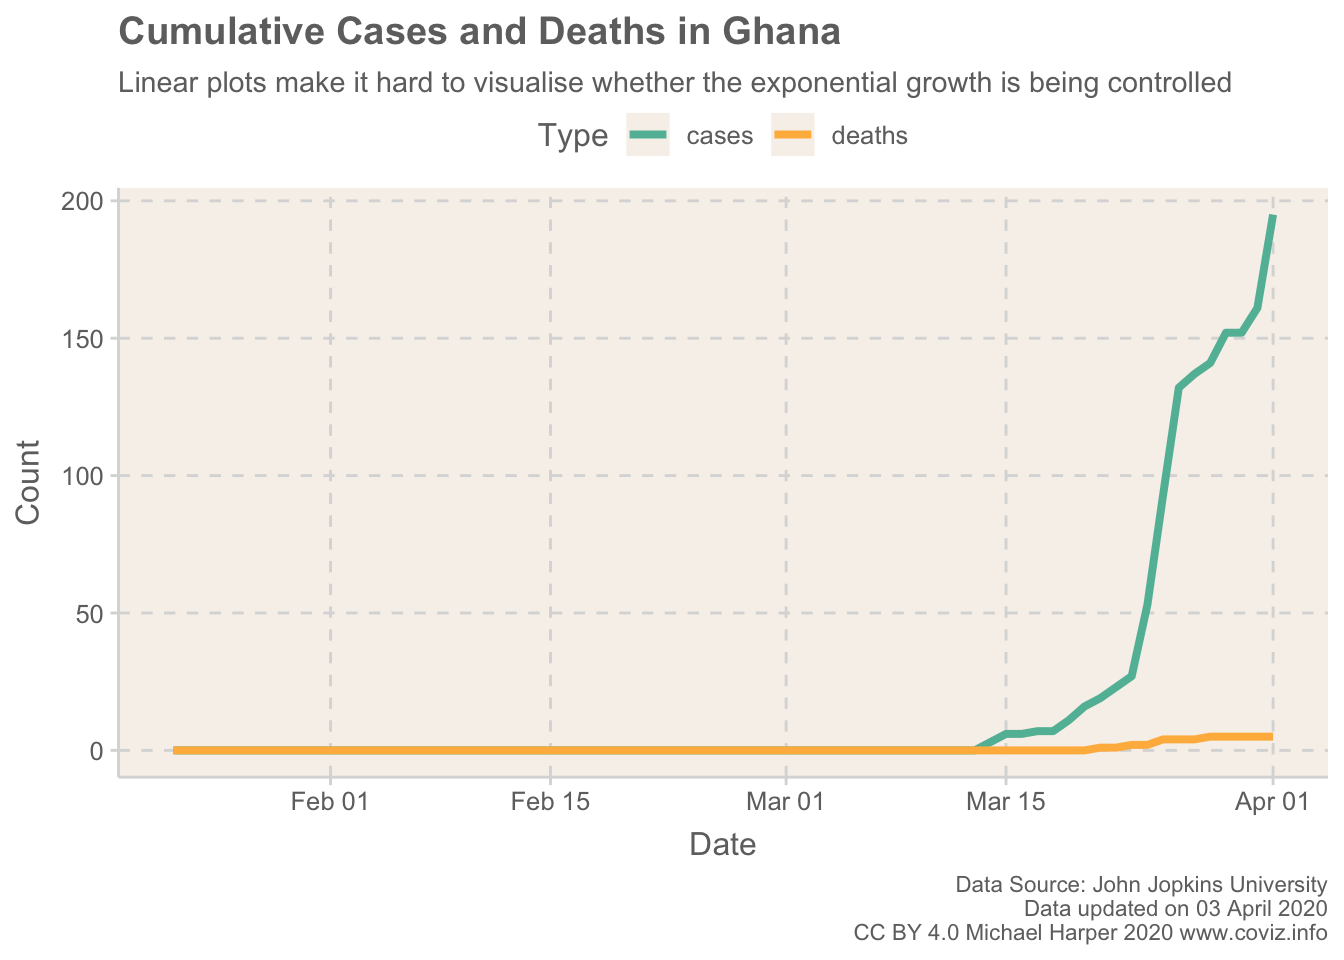 Cumulative Cases and Deaths in Ghana
Linear plots make it hard to visualise whether the exponential growth is being controlled
Type cases deaths
200
150
100
50
0
Count
Feb 01 Feb 15 Mar 01 Mar 15 Apr 01
Date
Data Source: John Jopkins University
Data updated on 03 April 2020
CC BY 4.0 Michael Harper 2020 www.coviz.info